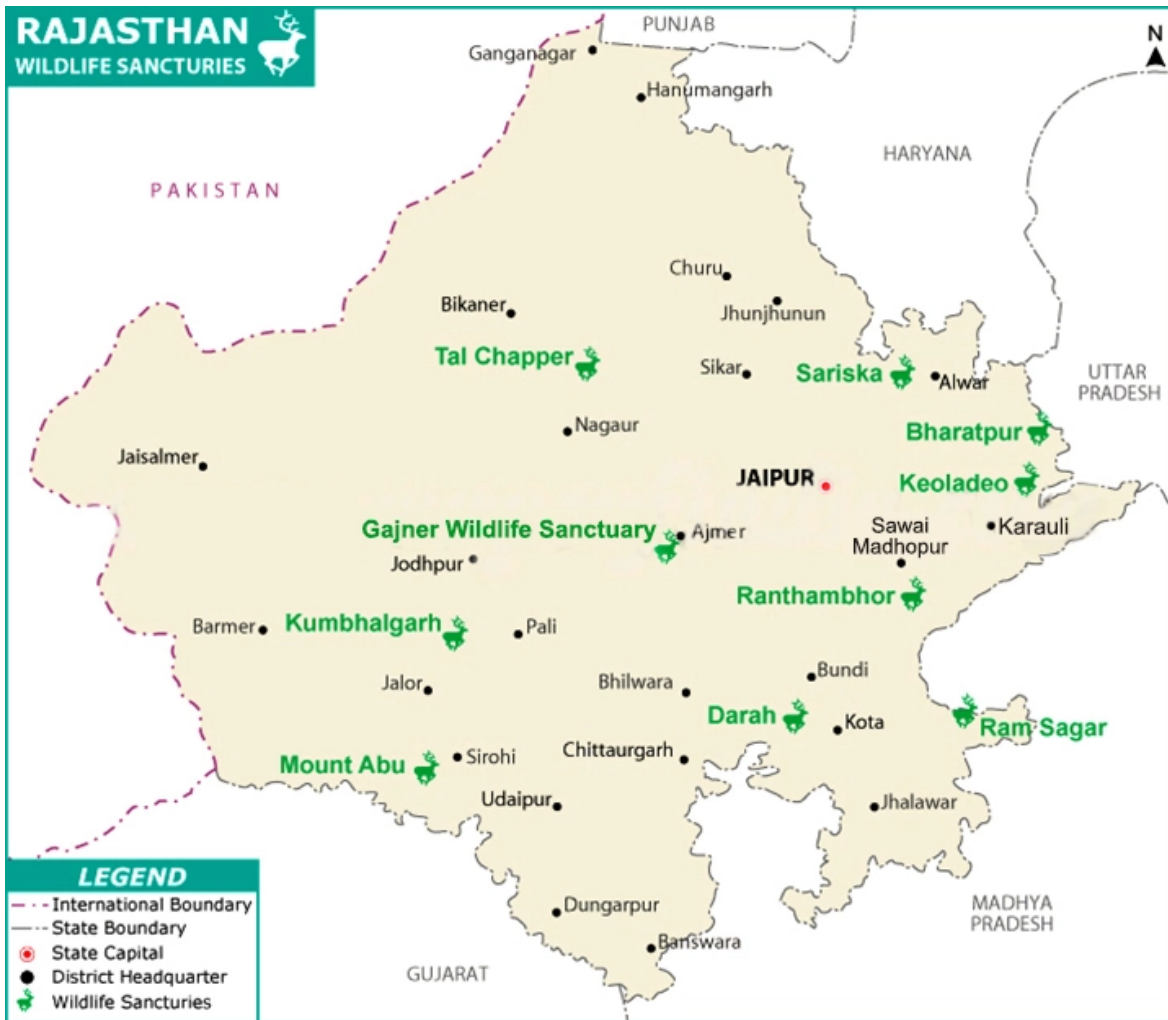 RAJASTHAN
WILDLIFE SANCTURIES
PUNJAB
N
Ganganagar
Hanumangarh
HARYANA
PAKISTAN
Churu
Bikaner
Jhunjhunun
Tal Chapper
Sikar
Sariska
Alwar
UTTAR
PRADESH
Nagaur
Bharatpur
Jaisalmer
JAIPUR
Keoladeo
Gajner Wildlife Sanctuary
Ajmer
Sawai
Madhopur
Karauli
Jodhpur
Ranthambhor
Barmer
Kumbhalgarh
Pali
Jalor
Bhilwara
Bundi
Darah
Kota
Ram Sagar
Mount Abu
Sirohi
Chittaurgarh
Udaipur
Jhalawar
LEGEND
International Boundary
State Boundary
State Capital
District Headquarter
Wildlife Sancturies
Dungarpur
Banswara
MADHYA
PRADESH
GUJARAT